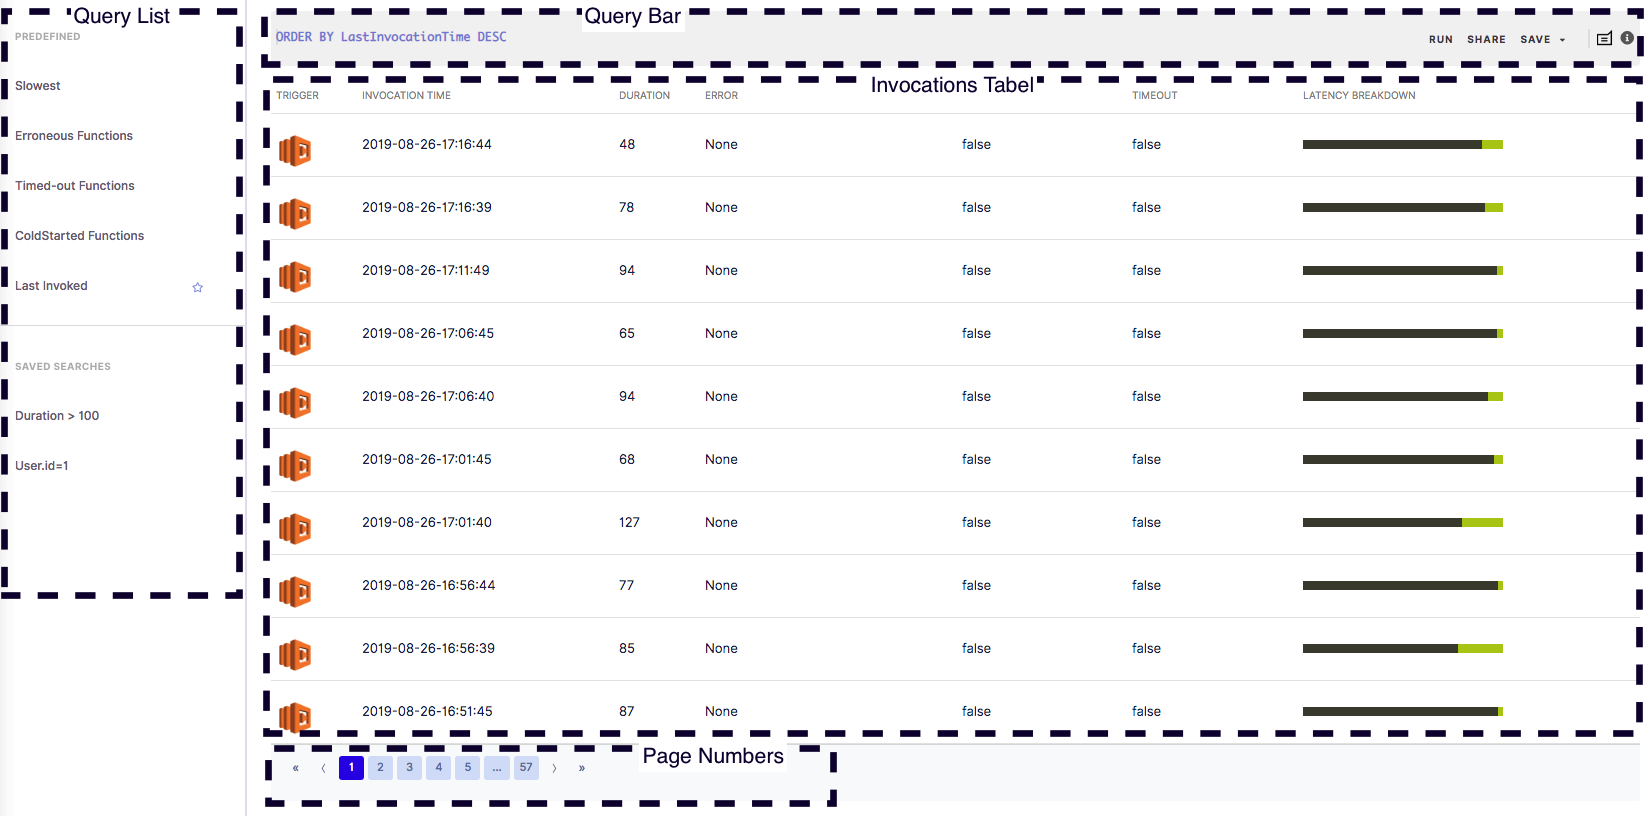 Query List
PREDEFINED
Slowest
Erroneous Functions
Timed-out Functions
ColdStarted Functions
Last Invoked
SAVED SEARCHES
Duration > 100
User.id=1
Query Bar
ORDER BY LastInvocationTime DESC
RUN SHARE SAVE
Invocations Tabel
TRIGGER INVOCATION TIME DURATION ERROR TIMEOUT LATENCY BREAKDOWN
2019-08-26-17:16:44 48 None false false
2019-08-26-17:16:39 78 None false false
2019-08-26-17:11:49 94 None false false
2019-08-26-17:06:45 65 None false false
2019-08-26-17:06:40 94 None false false
2019-08-26-17:01:45 68 None false false
2019-08-26-17:01:40 127 None false false
2019-08-26-16:56:44 77 None false false
2019-08-26-16:56:39 85 None false false
2019-08-26-16:51:45 87 None false false
Page Numbers
« ‹ 1 2 3 4 5 ... 57 › »